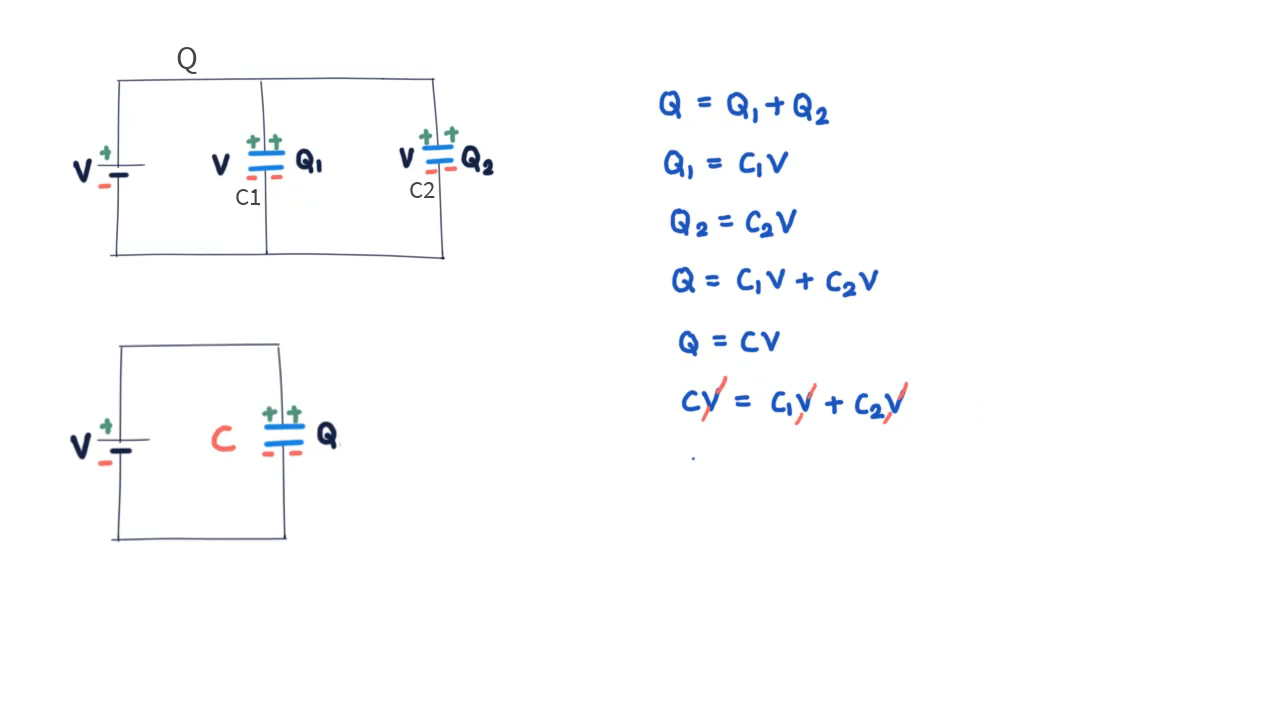 Q
V + - V + + - - Q₁ C1 V + + - - Q₂ C2
V + - C + + - - Q
Q = Q₁ + Q₂
Q₁ = C₁V
Q₂ = C₂V
Q = C₁V + C₂V
Q = CV
CV = C₁V + C₂V